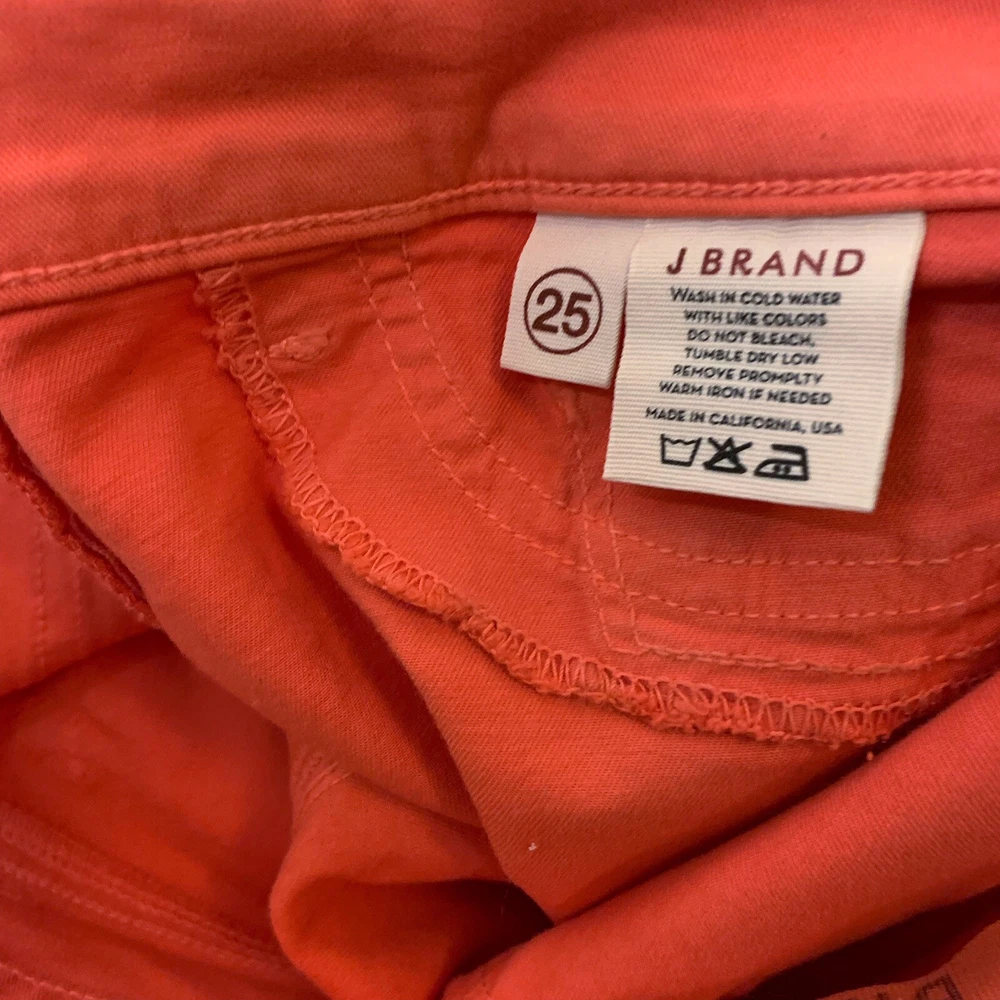 25
J BRAND
WASH IN COLD WATER
WITH LIKE COLORS
DO NOT BLEACH,
TUMBLE DRY LOW
REMOVE PROMPLTY
WARM IRON IF NEEDED
MADE IN CALIFORNIA, USA